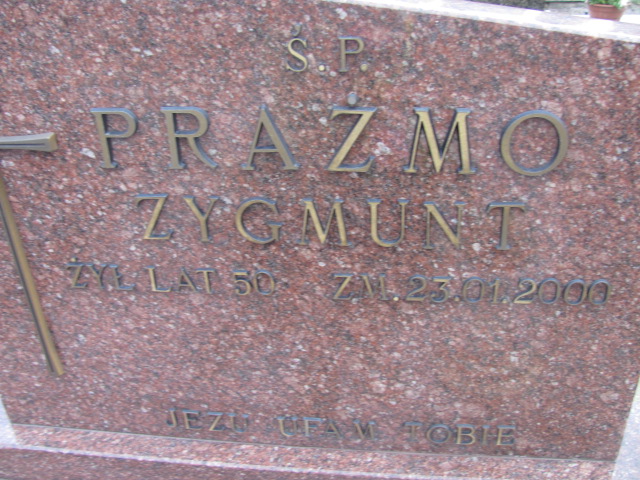 Ś.P.
PRAŻMO
ZYGMUNT
ŻYŁ LAT 50 ZM. 23.01.2000
JEZU UFAM TOBIE